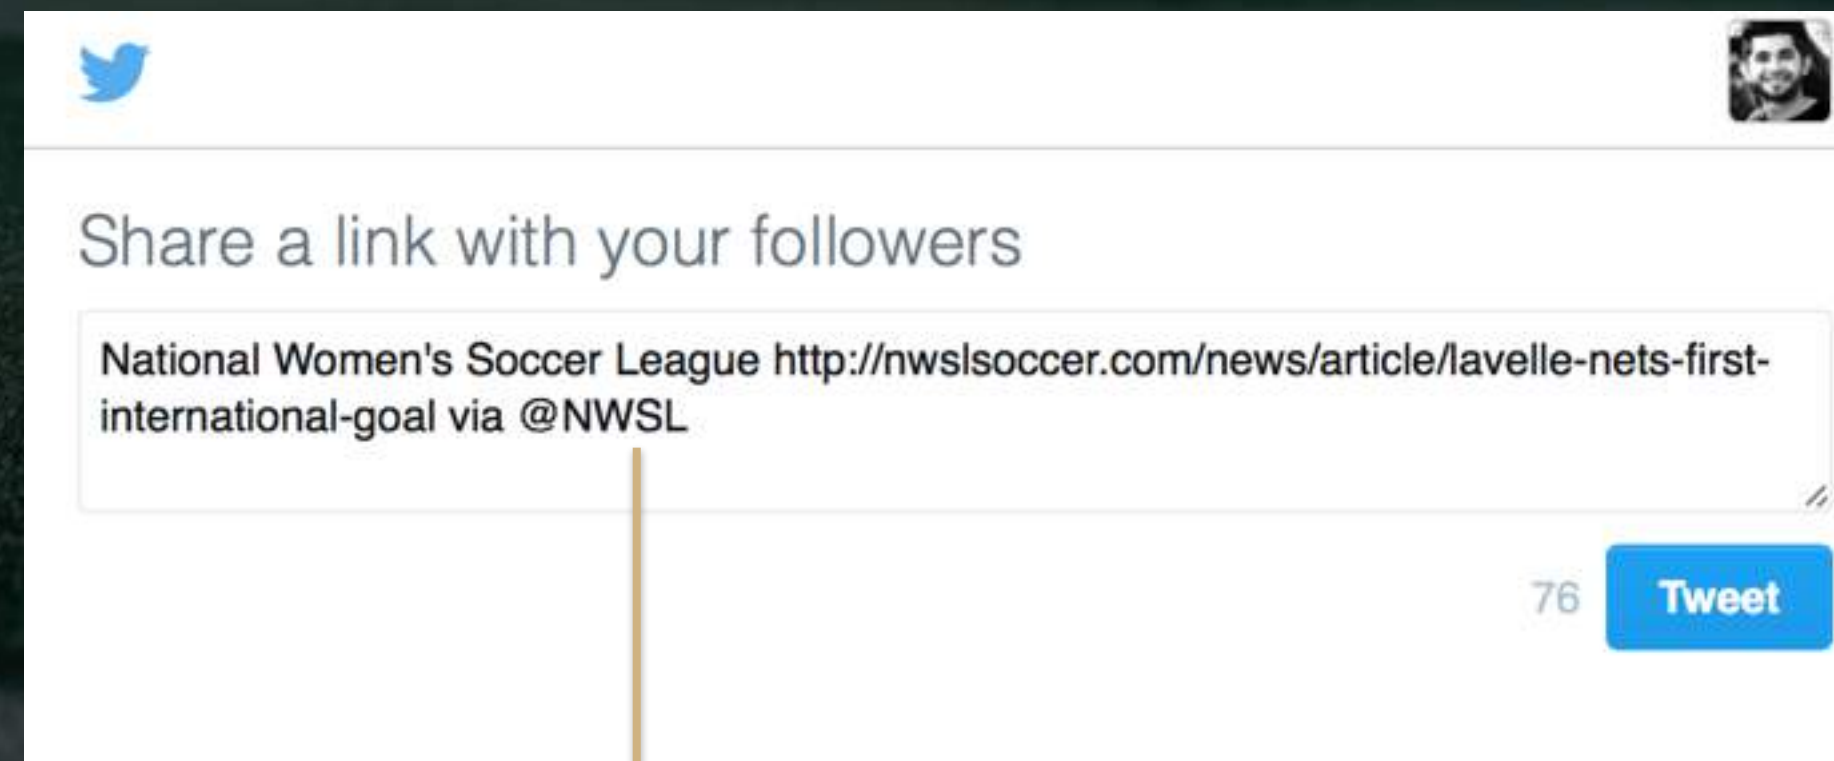 Share a link with your followers
National Women's Soccer League http://nwslsoccer.com/news/article/lavelle-nets-first-
international-goal via @NWSL
76
Tweet